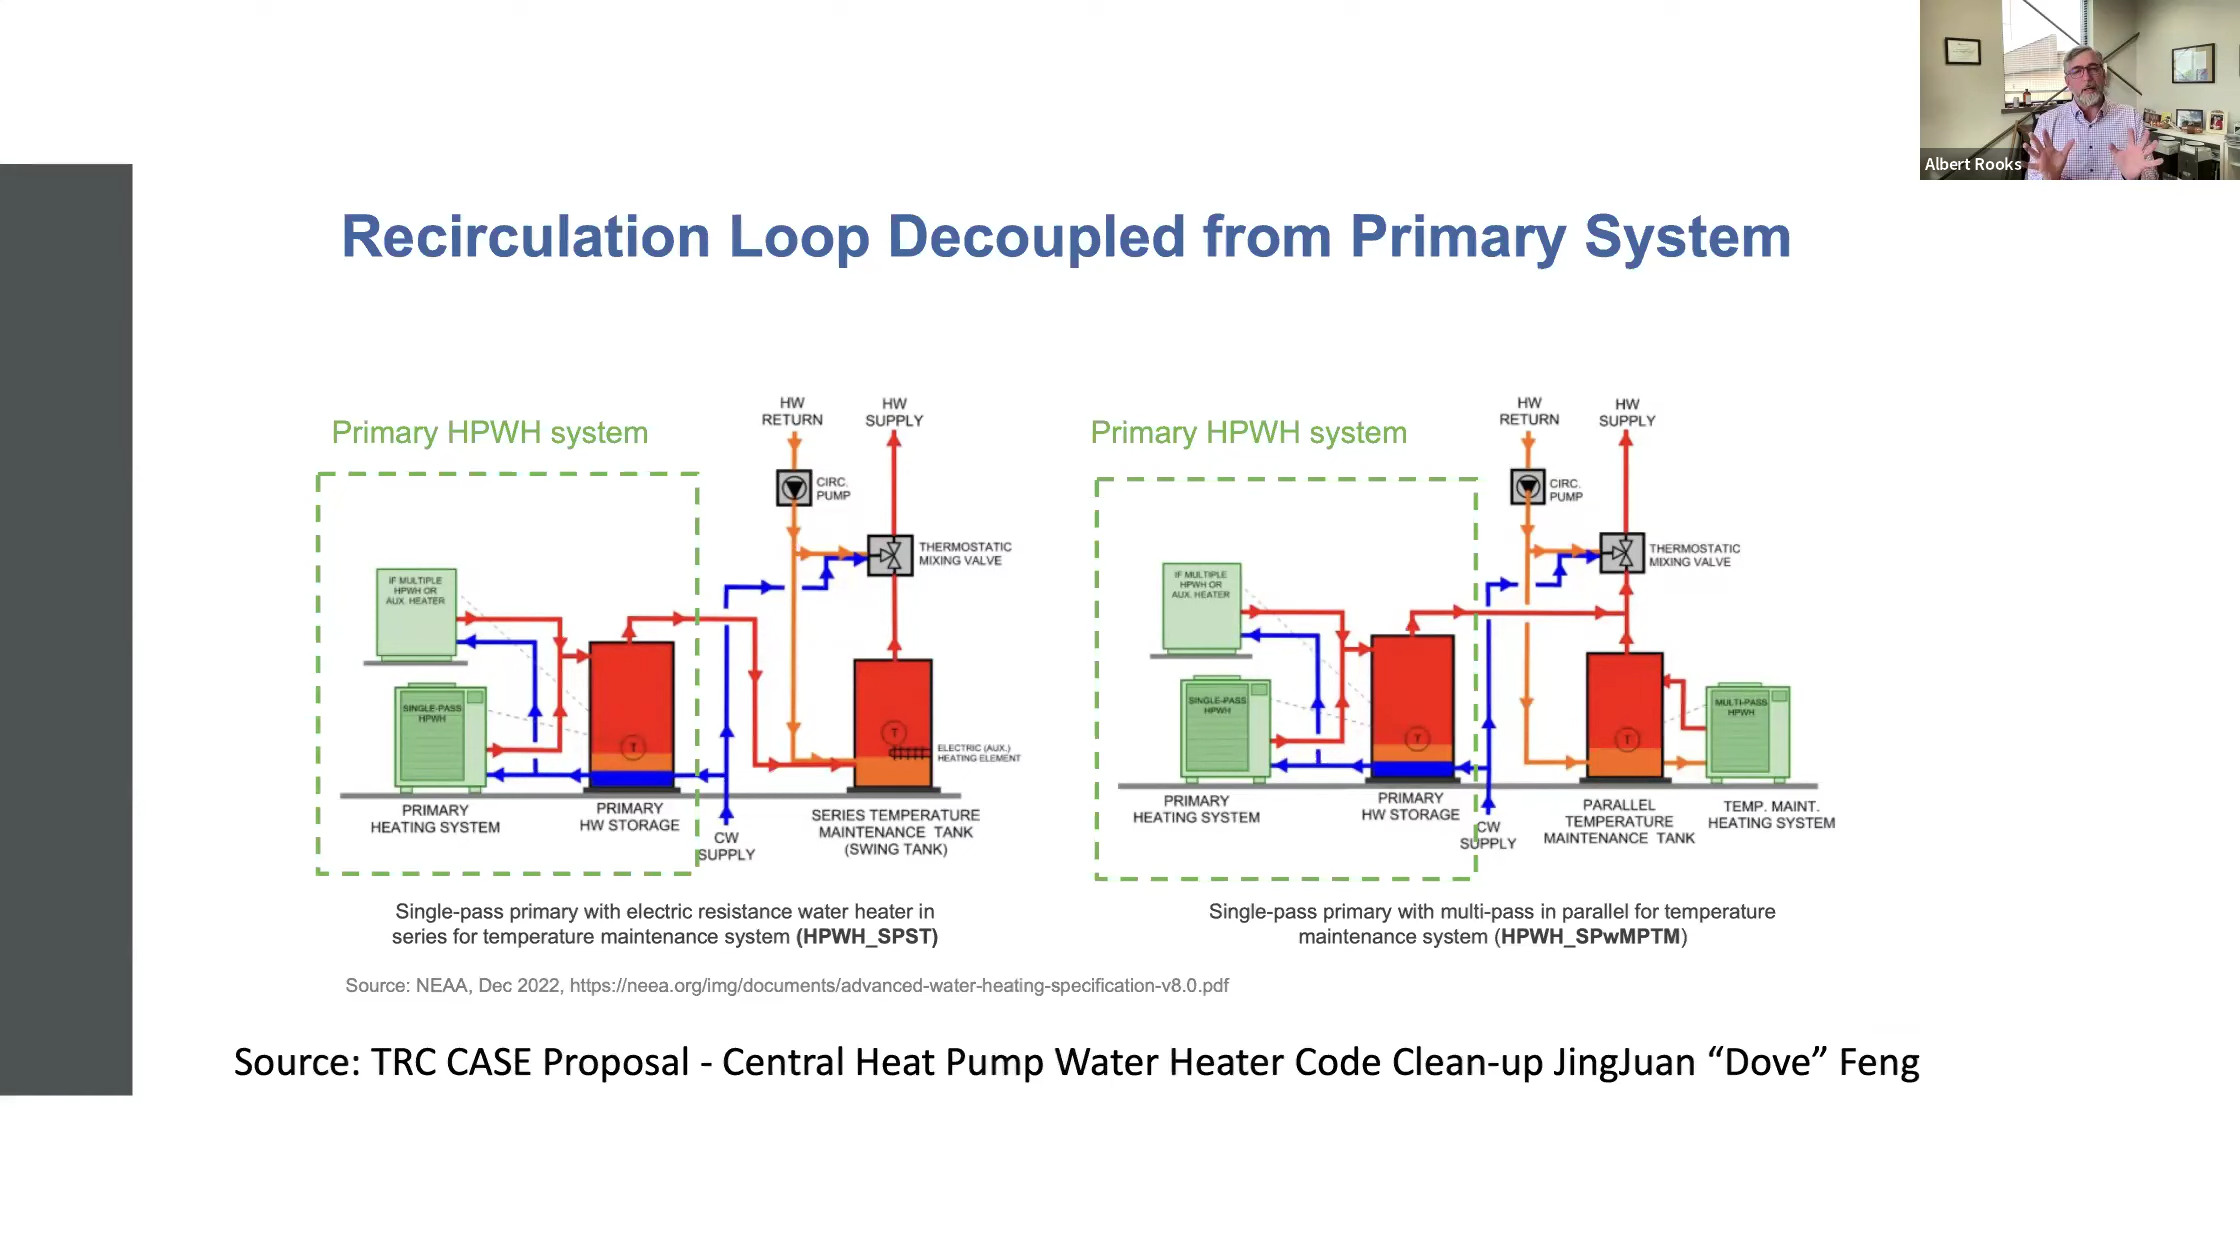 Albert Rooks
Recirculation Loop Decoupled from Primary System
Primary HPWH system
HW
RETURN
HW
SUPPLY
CIRC.
PUMP
THERMOSTATIC
MIXING VALVE
IF MULTIPLE
HPWH OR
AUX. HEATER
SINGLE-PASS
HPWH
T
T
ELECTRIC (AUX.)
HEATING ELEMENT
PRIMARY
HEATING SYSTEM
PRIMARY
HW STORAGE
CW
SUPPLY
SERIES TEMPERATURE
MAINTENANCE TANK
(SWING TANK)
Single-pass primary with electric resistance water heater in
series for temperature maintenance system (HPWH_SPST)
Primary HPWH system
HW
RETURN
HW
SUPPLY
CIRC.
PUMP
THERMOSTATIC
MIXING VALVE
IF MULTIPLE
HPWH OR
AUX. HEATER
SINGLE-PASS
HPWH
T
T
MULTI-PASS
HPWH
PRIMARY
HEATING SYSTEM
PRIMARY
HW STORAGE
CW
SUPPLY
PARALLEL
TEMPERATURE
MAINTENANCE TANK
TEMP. MAINT.
HEATING SYSTEM
Single-pass primary with multi-pass in parallel for temperature
maintenance system (HPWH_SPwMPTM)
Source: NEAA, Dec 2022, https://neea.org/img/documents/advanced-water-heating-specification-v8.0.pdf
Source: TRC CASE Proposal - Central Heat Pump Water Heater Code Clean-up JingJuan “Dove” Feng